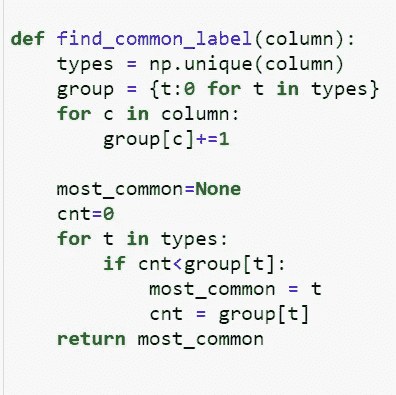 def find_common_label(column):
    types = np.unique(column)
    group = {t:0 for t in types}
    for c in column:
        group[c]+=1

    most_common=None
    cnt=0
    for t in types:
        if cnt<group[t]:
            most_common = t
            cnt = group[t]
    return most_common